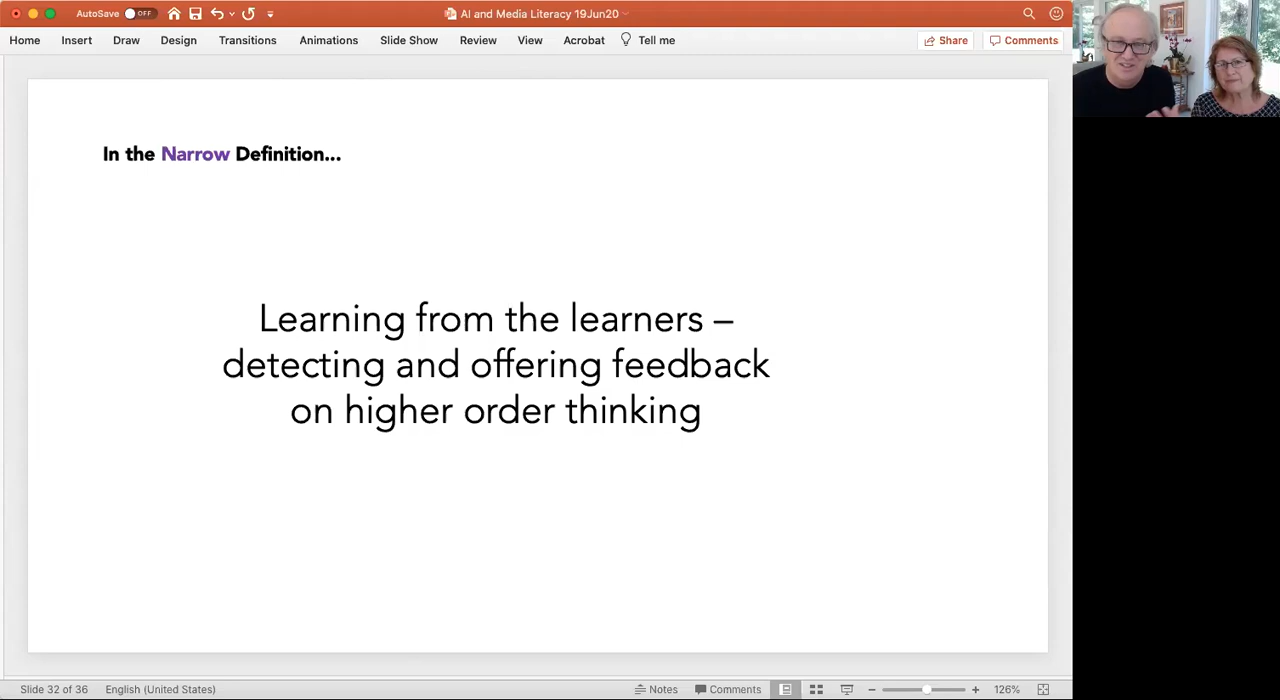 AutoSave OFF
AI and Media Literacy 19Jun20
Home Insert Draw Design Transitions Animations Slide Show Review View Acrobat Tell me Share Comments
In the Narrow Definition...
Learning from the learners –
detecting and offering feedback
on higher order thinking
Slide 32 of 36 English (United States) Notes Comments 126%